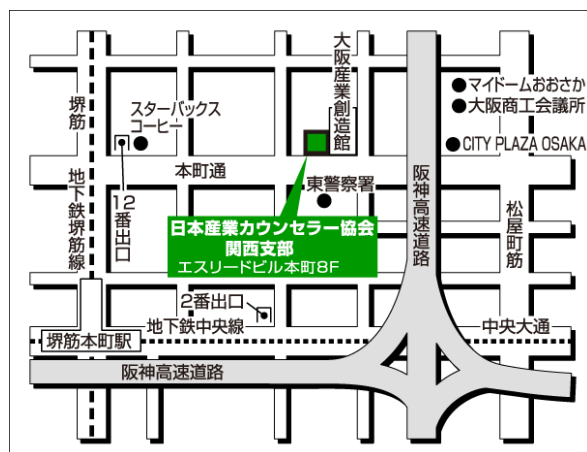 堺筋
地下鉄堺筋線
スターバックス
コーヒー
12番出口
本町通
大阪産業創造館
東警察署
日本産業カウンセラー協会
関西支部
エスリードビル本町8F
阪神高速道路
マイドームおおさか
大阪商工会議所
CITY PLAZA OSAKA
松屋町筋
2番出口
地下鉄中央線
中央大通
堺筋本町駅
阪神高速道路